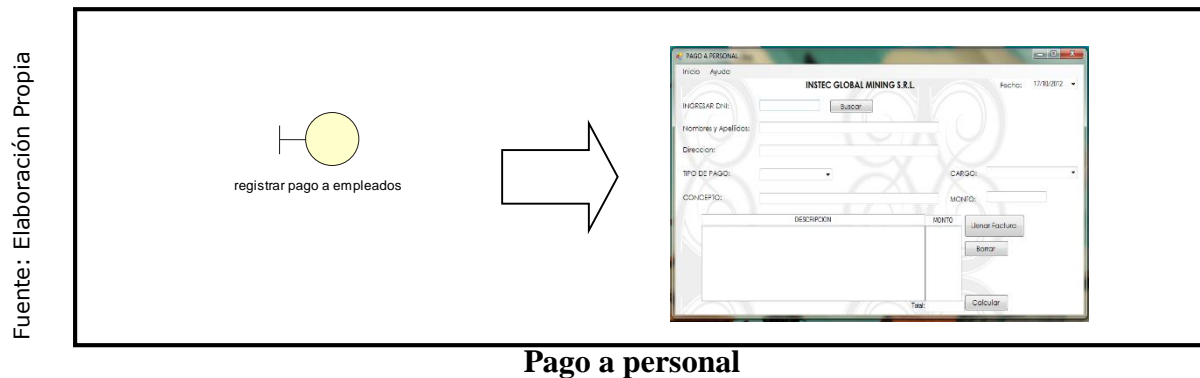 Fuente: Elaboración Propia
registrar pago a empleados
PAGO A PERSONAL
Inicio Ayuda
INSTEC GLOBAL MINING S.R.L.
Fecha: 17/10/2012
INGRESAR DNI:
Buscar
Nombres y Apellidos:
Direccion:
TIPO DE PAGO:
CARGO:
CONCEPTO:
MONTO:
DESCRIPCION
MONTO
Llenar Factura
Borrar
Total:
Calcular
Pago a personal